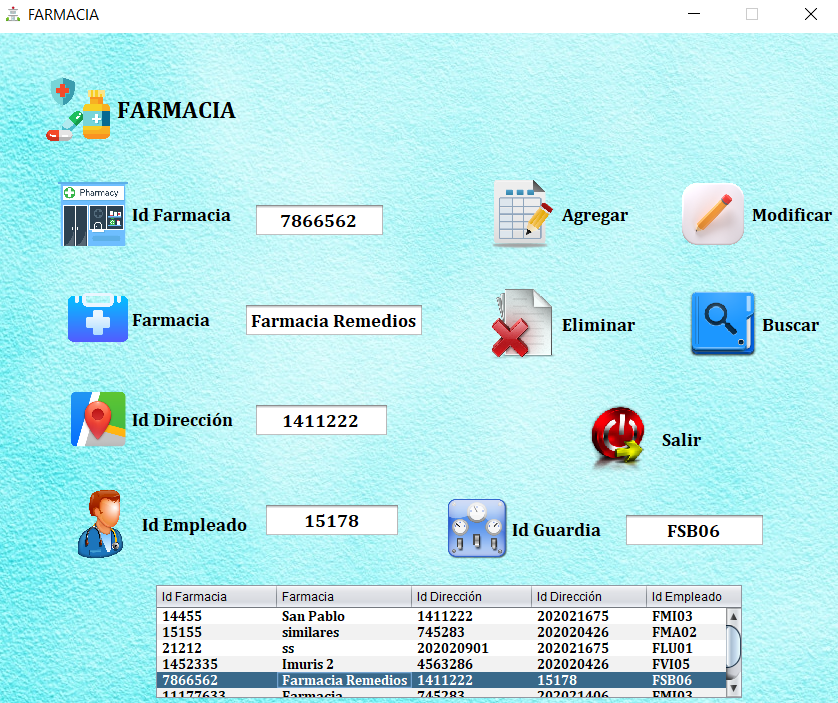 FARMACIA
FARMACIA
Pharmacy
Id Farmacia 7866562 Agregar Modificar
Farmacia Farmacia Remedios Eliminar Buscar
Id Dirección 1411222
Salir
Id Empleado 15178 Id Guardia FSB06
Id Farmacia Farmacia Id Dirección Id Dirección Id Empleado
14455 San Pablo 1411222 202021675 FMI03
15155 similares 745283 202020426 FMA02
21212 ss 202020901 202021675 FLU01
1452335 Imuris 2 4563286 202020426 FVI05
7866562 Farmacia Remedios 1411222 15178 FSB06
11177633 Farmacia 745283 202021406 FMI03